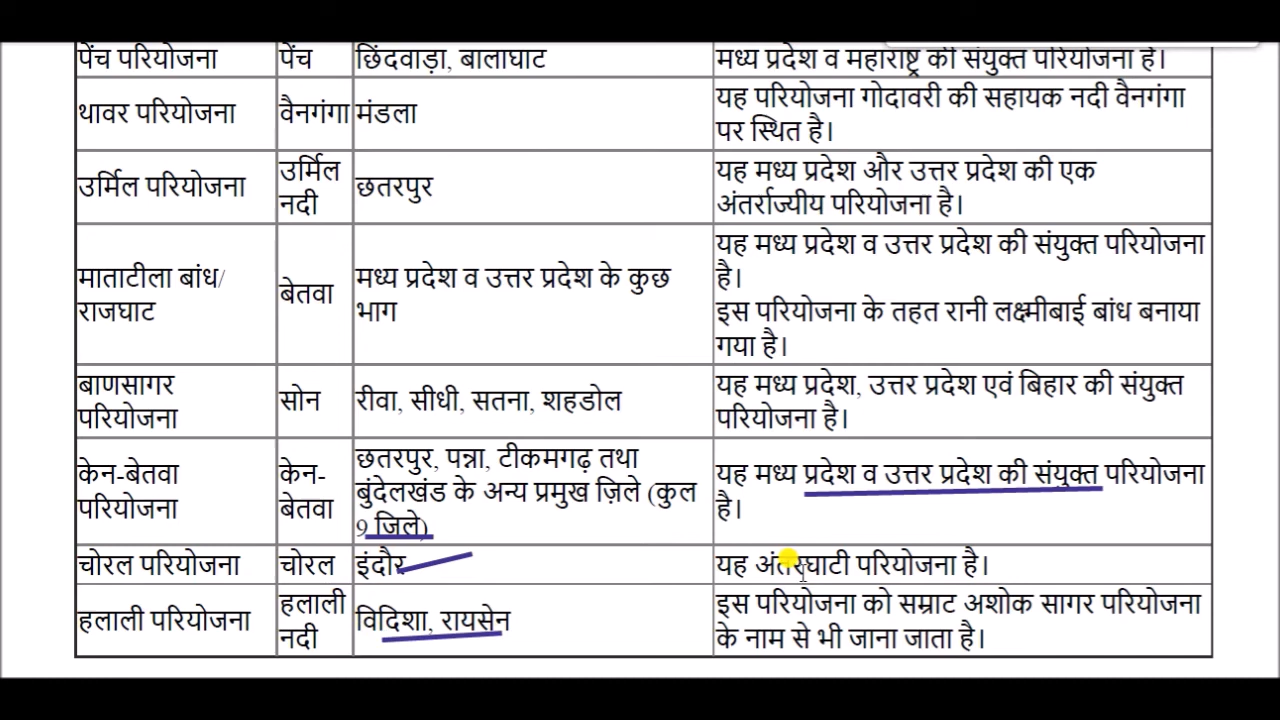 पेंच परियोजना पेंच छिंदवाड़ा, बालाघाट मध्य प्रदेश व महाराष्ट्र की संयुक्त परियोजना है।
थावर परियोजना वैनगंगा मंडला यह परियोजना गोदावरी की सहायक नदी वैनगंगा
पर स्थित है।
उर्मिल परियोजना उर्मिल
नदी छतरपुर यह मध्य प्रदेश और उत्तर प्रदेश की एक
अंतर्राज्यीय परियोजना है।
माताटीला बांध/
राजघाट बेतवा मध्य प्रदेश व उत्तर प्रदेश के कुछ
भाग यह मध्य प्रदेश व उत्तर प्रदेश की संयुक्त परियोजना
है।
इस परियोजना के तहत रानी लक्ष्मीबाई बांध बनाया
गया है।
बाणसागर
परियोजना सोन रीवा, सीधी, सतना, शहडोल यह मध्य प्रदेश, उत्तर प्रदेश एवं बिहार की संयुक्त
परियोजना है।
केन-बेतवा
परियोजना केन-
बेतवा छतरपुर, पन्ना, टीकमगढ़ तथा
बुंदेलखंड के अन्य प्रमुख ज़िले (कुल
9 जिले) यह मध्य प्रदेश व उत्तर प्रदेश की संयुक्त परियोजना
है।
चोरल परियोजना चोरल इंदौर यह अंतरघाटी परियोजना है।
हलाली परियोजना हलाली
नदी विदिशा, रायसेन इस परियोजना को सम्राट अशोक सागर परियोजना
के नाम से भी जाना जाता है।